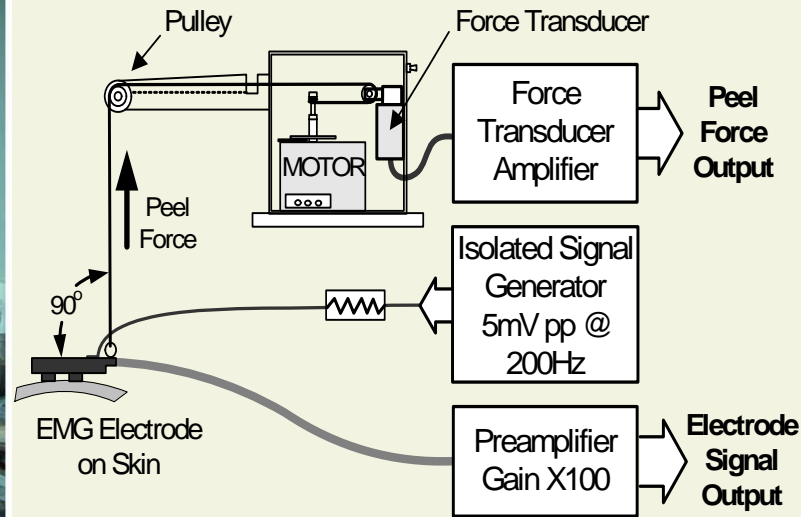 Pulley
Force Transducer
Force
Transducer
Amplifier
Peel
Force
Output
MOTOR
Peel
Force
90°
Isolated Signal
Generator
5mV pp @
200Hz
EMG Electrode
on Skin
Preamplifier
Gain X100
Electrode
Signal
Output